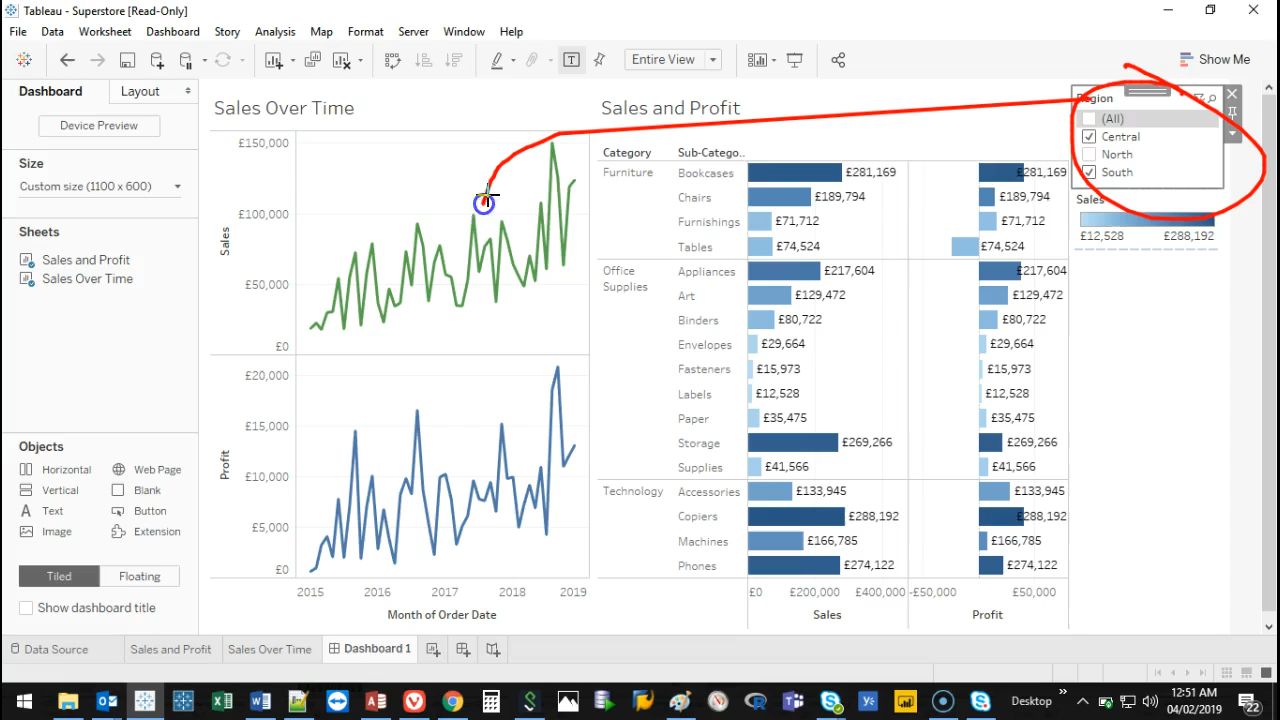 Tableau - Superstore [Read-Only]
File Data Worksheet Dashboard Story Analysis Map Format Server Window Help
Entire View
Show Me
Dashboard Layout
Device Preview
Size
Custom size (1100 x 600)
Sheets
Sales and Profit
Sales Over Time
Objects
Horizontal Web Page
Vertical Blank
Text Button
Image Extension
Tiled Floating
Show dashboard title
Sales Over Time
£150,000
£100,000
£50,000
£0
Sales
£20,000
£15,000
£10,000
£5,000
£0
Profit
2015 2016 2017 2018 2019
Month of Order Date
Sales and Profit
Category Sub-Catego..
Furniture Bookcases £281,169 £281,169
Chairs £189,794 £189,794
Furnishings £71,712 £71,712
Tables £74,524 £74,524
Office Supplies Appliances £217,604 £217,604
Art £129,472 £129,472
Binders £80,722 £80,722
Envelopes £29,664 £29,664
Fasteners £15,973 £15,973
Labels £12,528 £12,528
Paper £35,475 £35,475
Storage £269,266 £269,266
Supplies £41,566 £41,566
Technology Accessories £133,945 £133,945
Copiers £288,192 £288,192
Machines £166,785 £166,785
Phones £274,122 £274,122
£0 £200,000 £400,000 -£50,000 £50,000
Sales Profit
Region
(All)
Central
North
South
Sales
£12,528 £288,192
Data Source Sales and Profit Sales Over Time Dashboard 1
Desktop
12:51 AM
04/02/2019
22